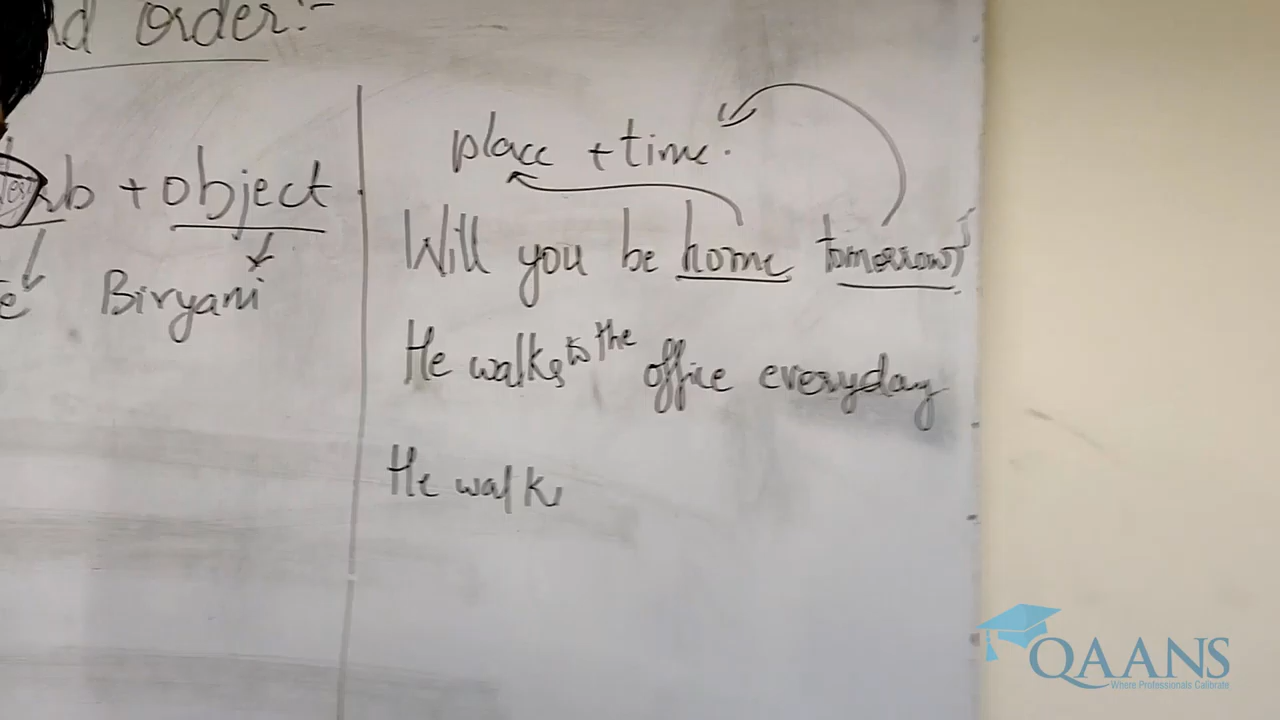 rd order:-
rb + object
e Biryani
place + time.
Will you be home tomorrow?
He walks to the office everyday
He walks
QAANS
Where Professionals Calibrate